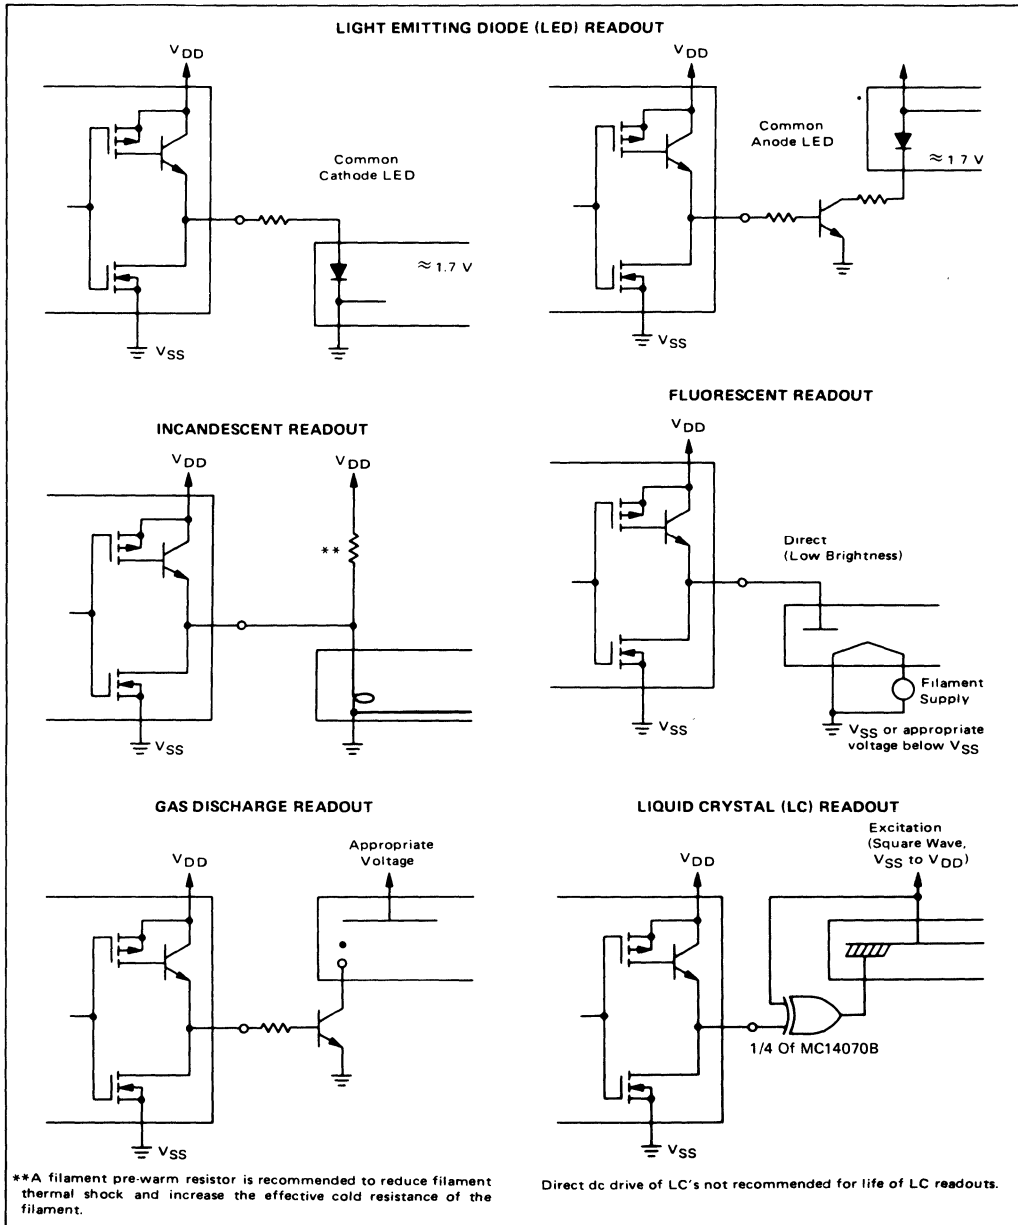 LIGHT EMITTING DIODE (LED) READOUT
VDD
Common
Cathode LED
≈ 1.7 V
VSS
VDD
Common
Anode LED
≈ 1 7 V
VSS
INCANDESCENT READOUT
VDD
VDD
**
VSS
FLUORESCENT READOUT
VDD
Direct
(Low Brightness)
Filament
Supply
VSS
VSS or appropriate
voltage below VSS
GAS DISCHARGE READOUT
VDD
Appropriate
Voltage
VSS
LIQUID CRYSTAL (LC) READOUT
VDD
Excitation
(Square Wave,
VSS to VDD)
1/4 Of MC14070B
VSS
**A filament pre-warm resistor is recommended to reduce filament
thermal shock and increase the effective cold resistance of the
filament.
Direct dc drive of LC's not recommended for life of LC readouts.